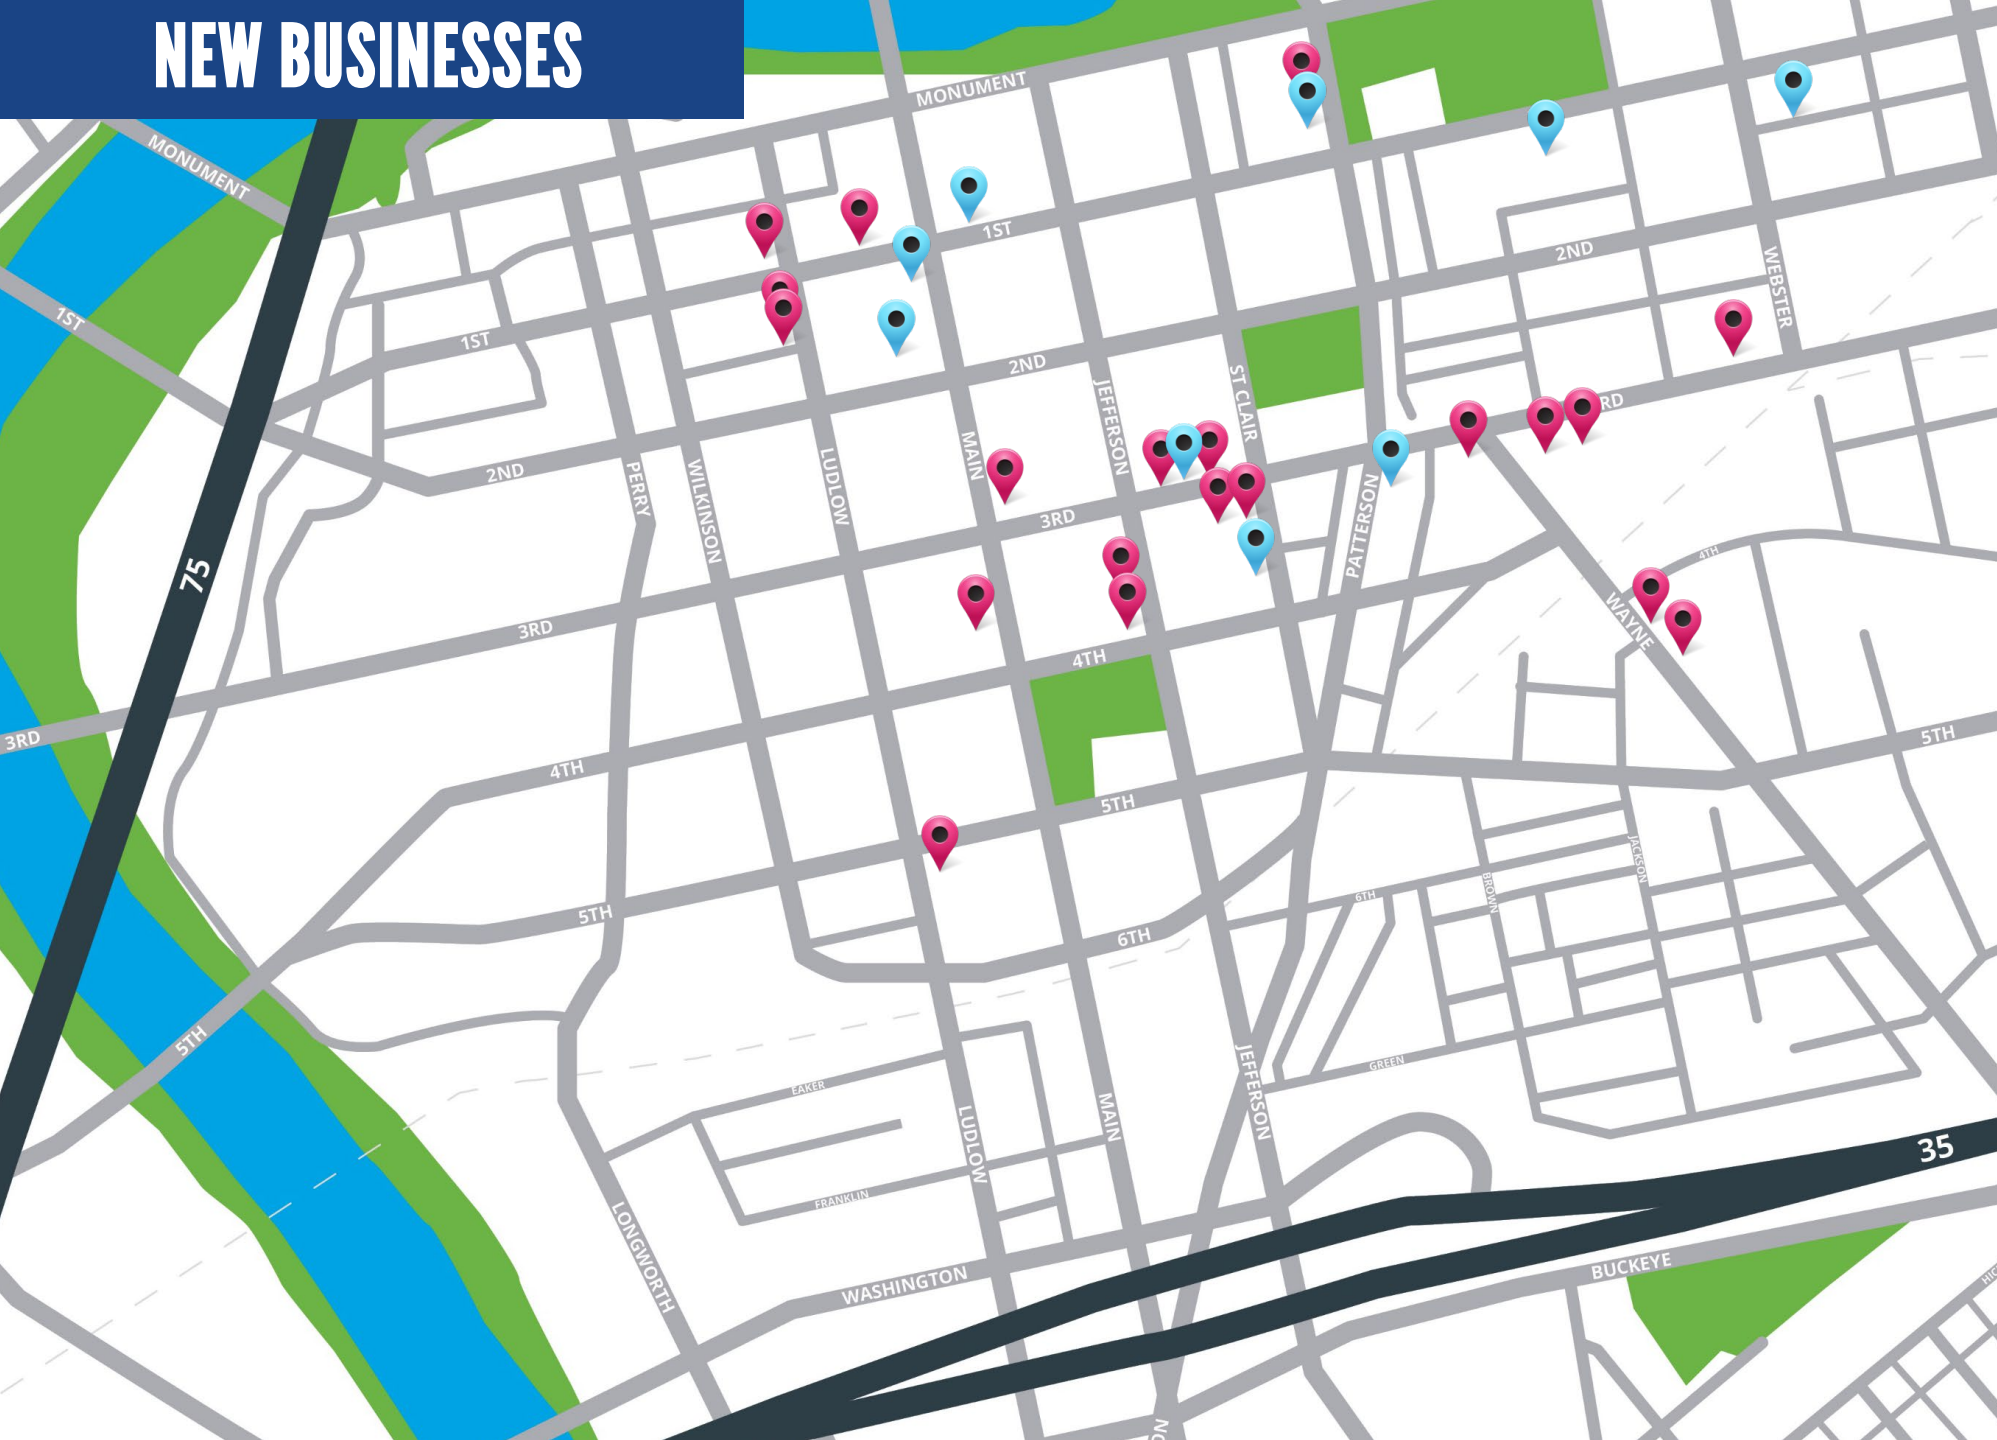 NEW BUSINESSES
MONUMENT
MONUMENT
1ST
1ST
1ST
2ND
2ND
2ND
WEBSTER
JEFFERSON
ST CLAIR
RD
MAIN
LUDLOW
PERRY
WILKINSON
PATTERSON
3RD
4TH
75
WAYNE
3RD
4TH
3RD
5TH
4TH
5TH
JACKSON
BROWN
6TH
5TH
6TH
5TH
GREEN
EAKER
JEFFERSON
MAIN
LUDLOW
35
FRANKLIN
LONGWORTH
BUCKEYE
WASHINGTON
HIC